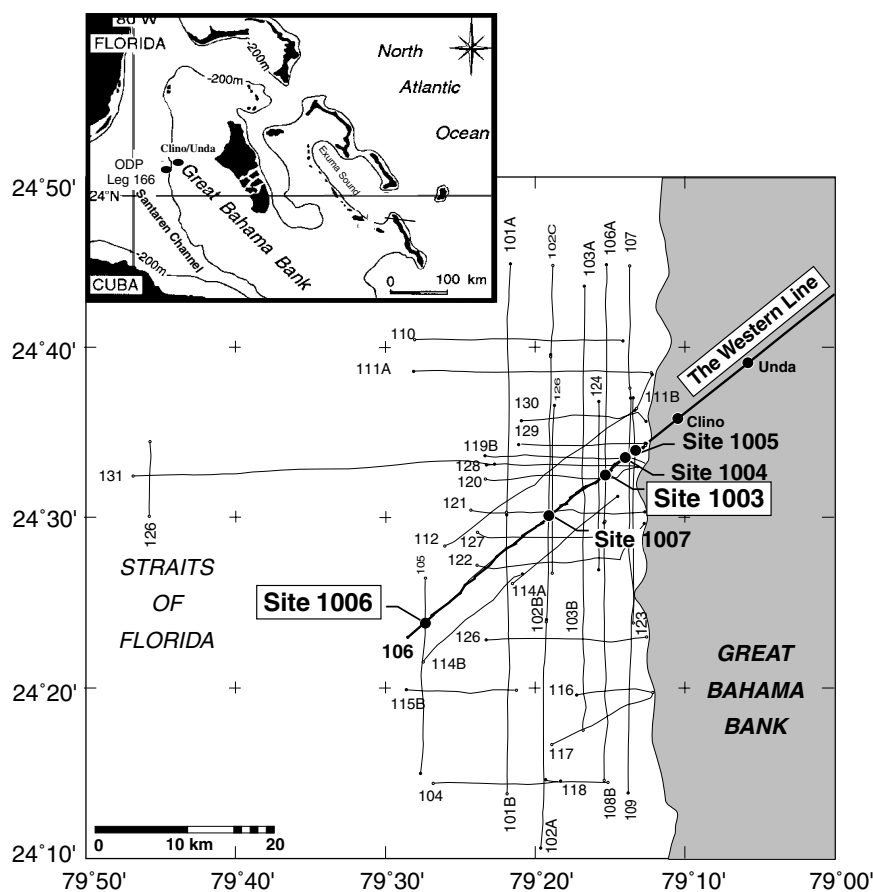 80 W
FLORIDA
-200m
North
Atlantic
Ocean
-200m
Clino/Unda
ODP
Leg 166
24°N
Great Bahama Bank
Exuma Sound
Santaren Channel
-200m
CUBA
0 100 km
24˚50'
24˚40'
24˚30'
24˚20'
24˚10'
79˚50'
79˚40'
79˚30'
79˚20'
79˚10'
79˚00'
101A
102C
103A
106A
107
110
111A
126
124
111B
130
129
119B
128
120
131
126
121
112
127
122
105
114A
102B
103B
123
126
106
114B
115B
116
117
104
118
101B
102A
108B
109
The Western Line
Unda
Clino
Site 1005
Site 1004
Site 1003
Site 1007
Site 1006
STRAITS
OF
FLORIDA
GREAT
BAHAMA
BANK
0 10 km 20